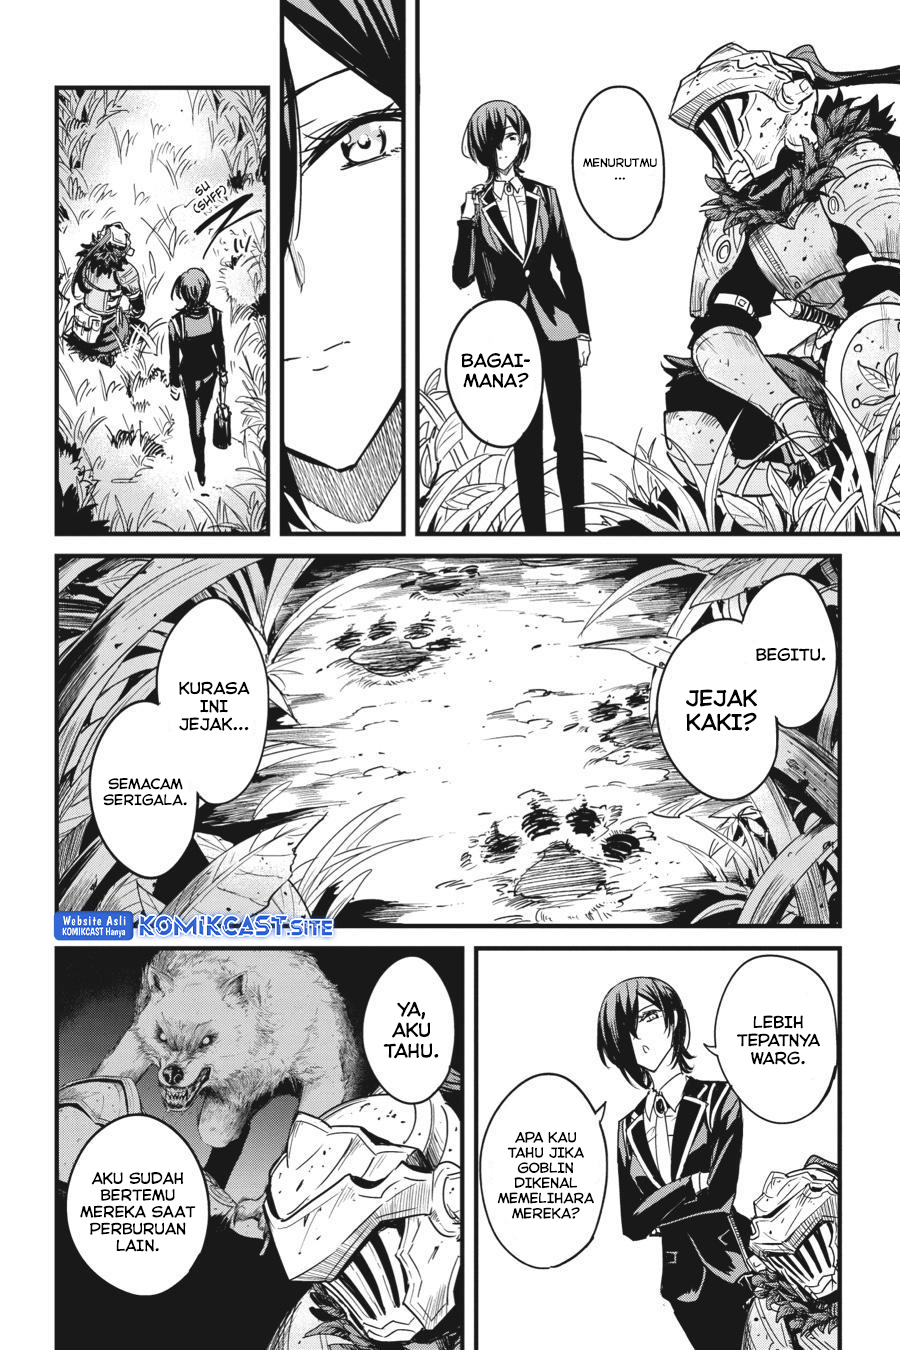 MENURUTMU
...
BAGAI-
MANA?
SU
(SHFF)
BEGITU.
JEJAK
KAKI?
KURASA
INI
JEJAK...
SEMACAM
SERIGALA.
Website Asli
KOMIKCAST Hanya
KOMIKCAST.SITE
LEBIH
TEPATNYA
WARG.
APA KAU
TAHU JIKA
GOBLIN
DIKENAL
MEMELIHARA
MEREKA?
YA,
AKU
TAHU.
AKU SUDAH
BERTEMU
MEREKA SAAT
PERBURUAN
LAIN.